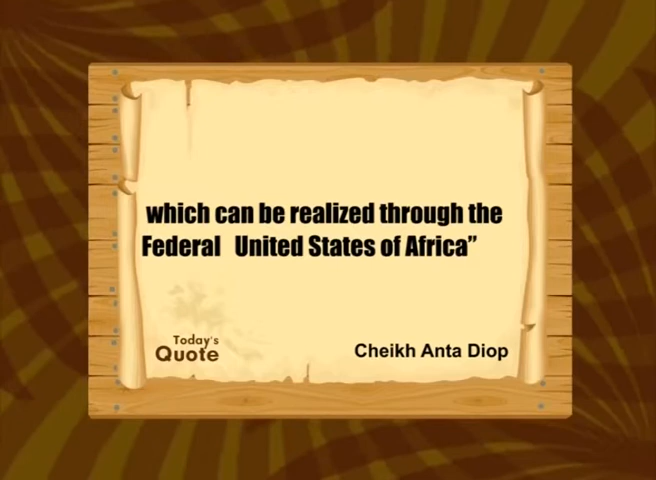 which can be realized through the
Federal United States of Africa”
Today's
Quote
Cheikh Anta Diop